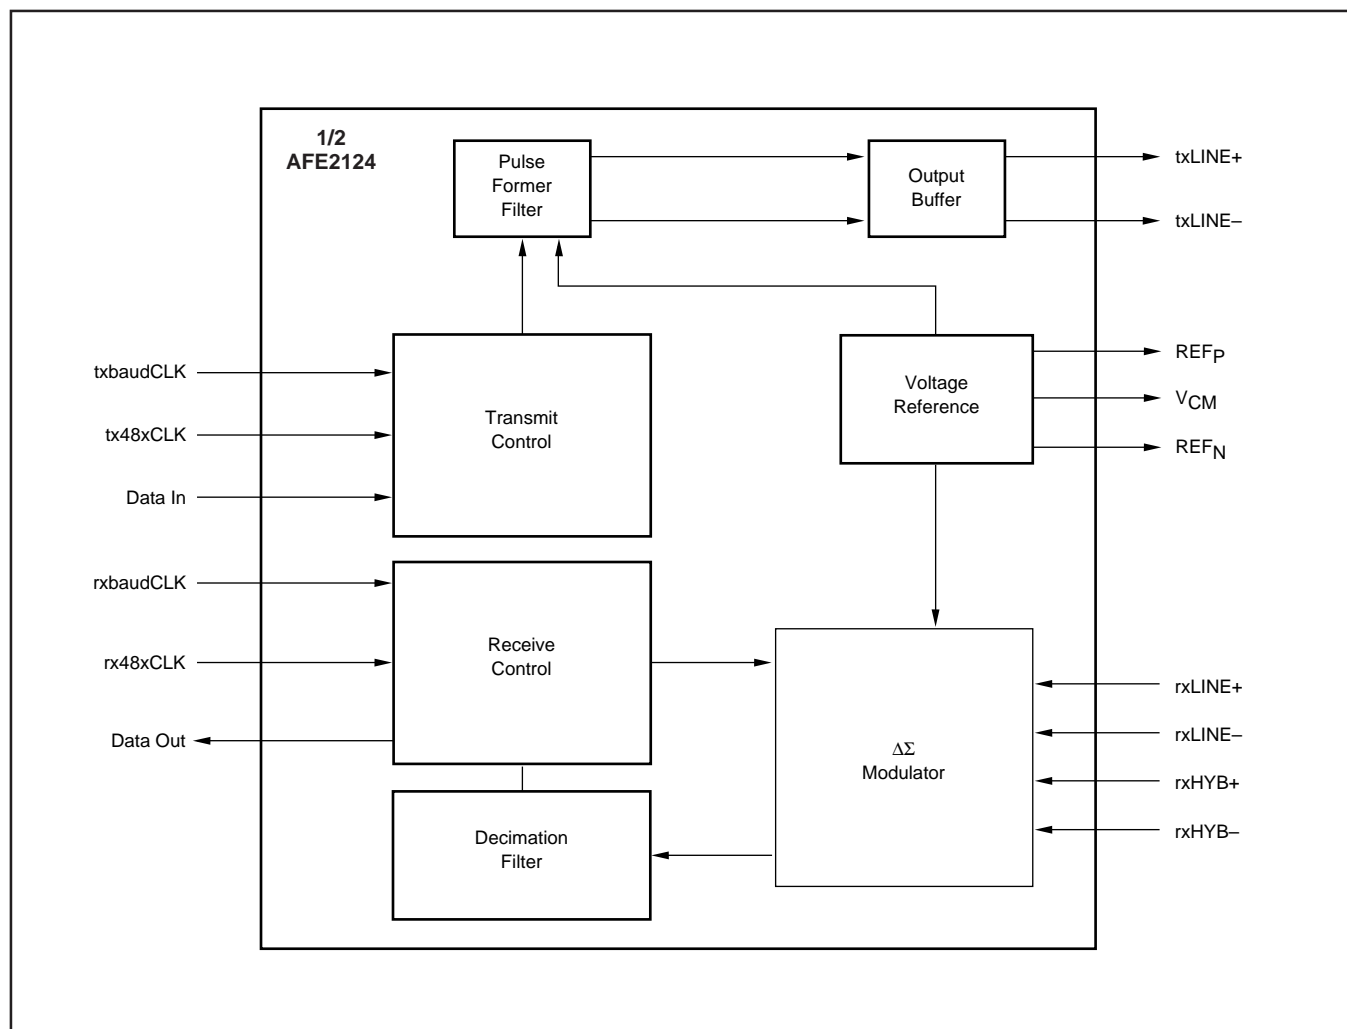 1/2
AFE2124
Pulse
Former
Filter
Output
Buffer
txLINE+
txLINE–
txbaudCLK
tx48xCLK
Data In
Transmit
Control
Voltage
Reference
REFP
VCM
REFN
rxbaudCLK
rx48xCLK
Data Out
Receive
Control
Decimation
Filter
ΔΣ
Modulator
rxLINE+
rxLINE–
rxHYB+
rxHYB–